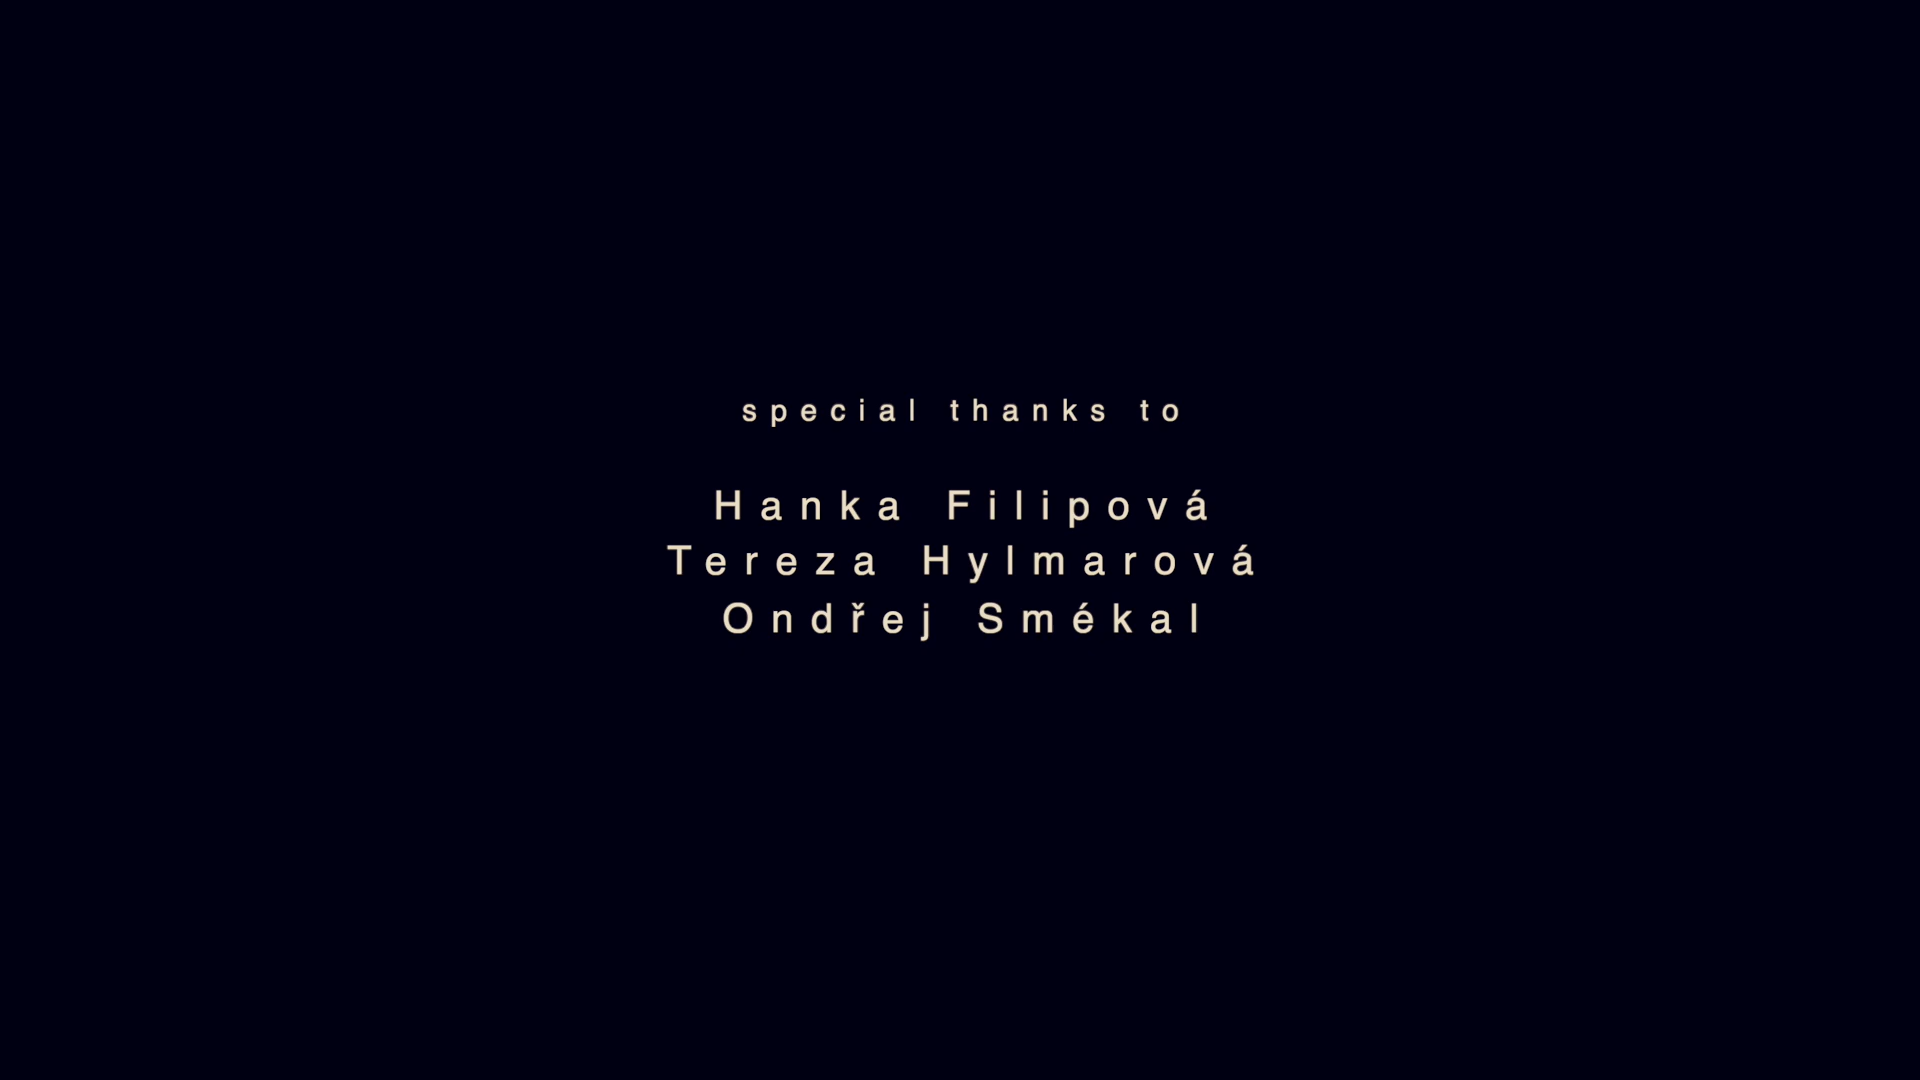 special thanks to
Hanka Filipová
Tereza Hylmarová
Ondřej Smékal